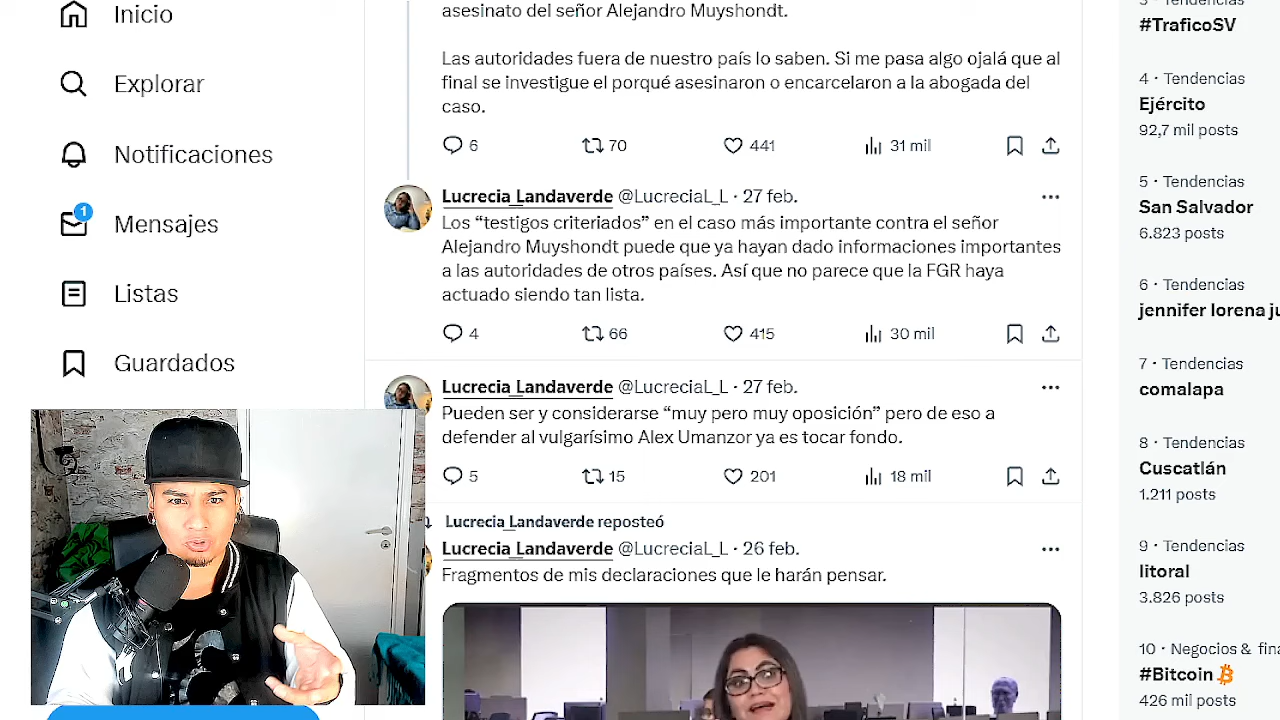 Inicio
Explorar
Notificaciones
1
Mensajes
Listas
Guardados
asesinato del señor Alejandro Muyshondt.
Las autoridades fuera de nuestro país lo saben. Si me pasa algo ojalá que al
final se investigue el porqué asesinaron o encarcelaron a la abogada del
caso.
6 70 441 31 mil
Lucrecia_Landaverde @LucreciaL_L · 27 feb.
Los “testigos criteriados” en el caso más importante contra el señor
Alejandro Muyshondt puede que ya hayan dado informaciones importantes
a las autoridades de otros países. Así que no parece que la FGR haya
actuado siendo tan lista.
4 66 415 30 mil
Lucrecia_Landaverde @LucreciaL_L · 27 feb.
Pueden ser y considerarse “muy pero muy oposición” pero de eso a
defender al vulgarísimo Alex Umanzor ya es tocar fondo.
5 15 201 18 mil
Lucrecia_Landaverde reposteó
Lucrecia_Landaverde @LucreciaL_L · 26 feb.
Fragmentos de mis declaraciones que le harán pensar.
3 · Tendencias
#TraficoSV
4 · Tendencias
Ejército
92,7 mil posts
5 · Tendencias
San Salvador
6.823 posts
6 · Tendencias
jennifer lorena
7 · Tendencias
comalapa
8 · Tendencias
Cuscatlán
1.211 posts
9 · Tendencias
litoral
3.826 posts
10 · Negocios &
#Bitcoin
426 mil posts